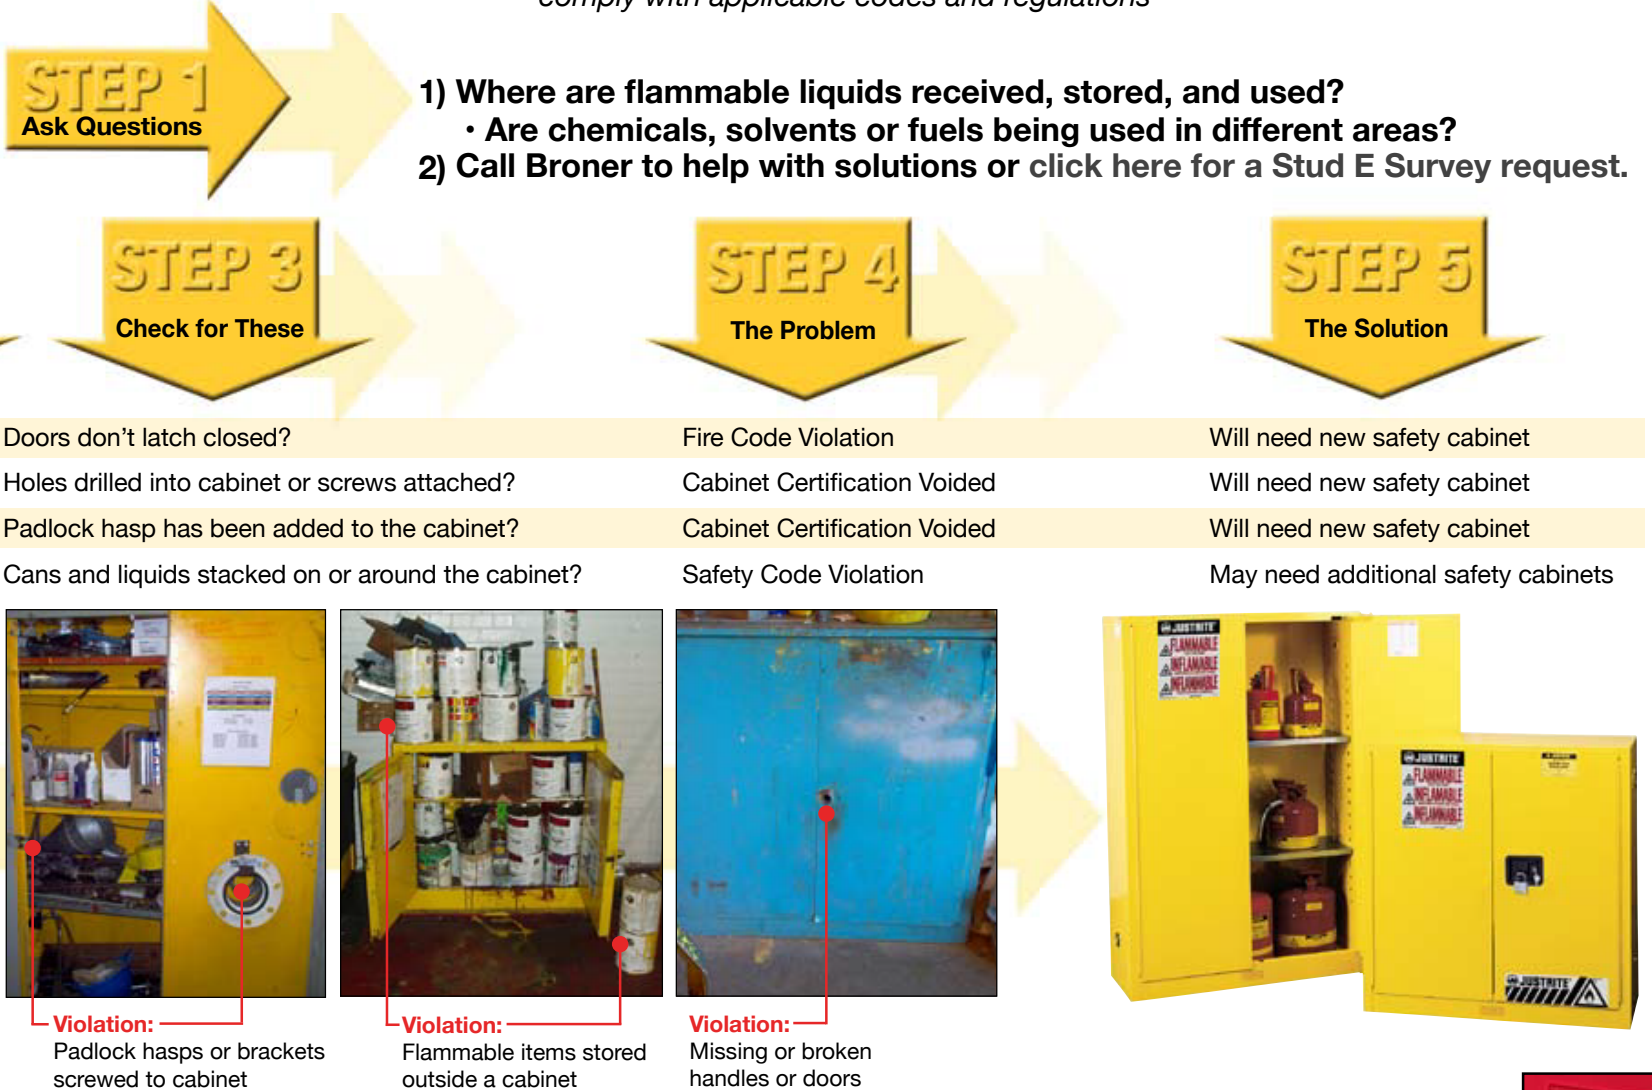 comply with applicable codes and regulations
STEP 1
Ask Questions
1) Where are flammable liquids received, stored, and used?
• Are chemicals, solvents or fuels being used in different areas?
2) Call Broner to help with solutions or click here for a Stud E Survey request.
STEP 3
Check for These
STEP 4
The Problem
STEP 5
The Solution
Doors don't latch closed? Fire Code Violation Will need new safety cabinet
Holes drilled into cabinet or screws attached? Cabinet Certification Voided Will need new safety cabinet
Padlock hasp has been added to the cabinet? Cabinet Certification Voided Will need new safety cabinet
Cans and liquids stacked on or around the cabinet? Safety Code Violation May need additional safety cabinets
JUSTRITE
FLAMMABLE
INFLAMABLE
INFLAMMABLE
JUSTRITE
FLAMMABLE
INFLAMABLE
INFLAMMABLE
JUSTRITE
Violation:
Padlock hasps or brackets
screwed to cabinet
Violation:
Flammable items stored
outside a cabinet
Violation:
Missing or broken
handles or doors